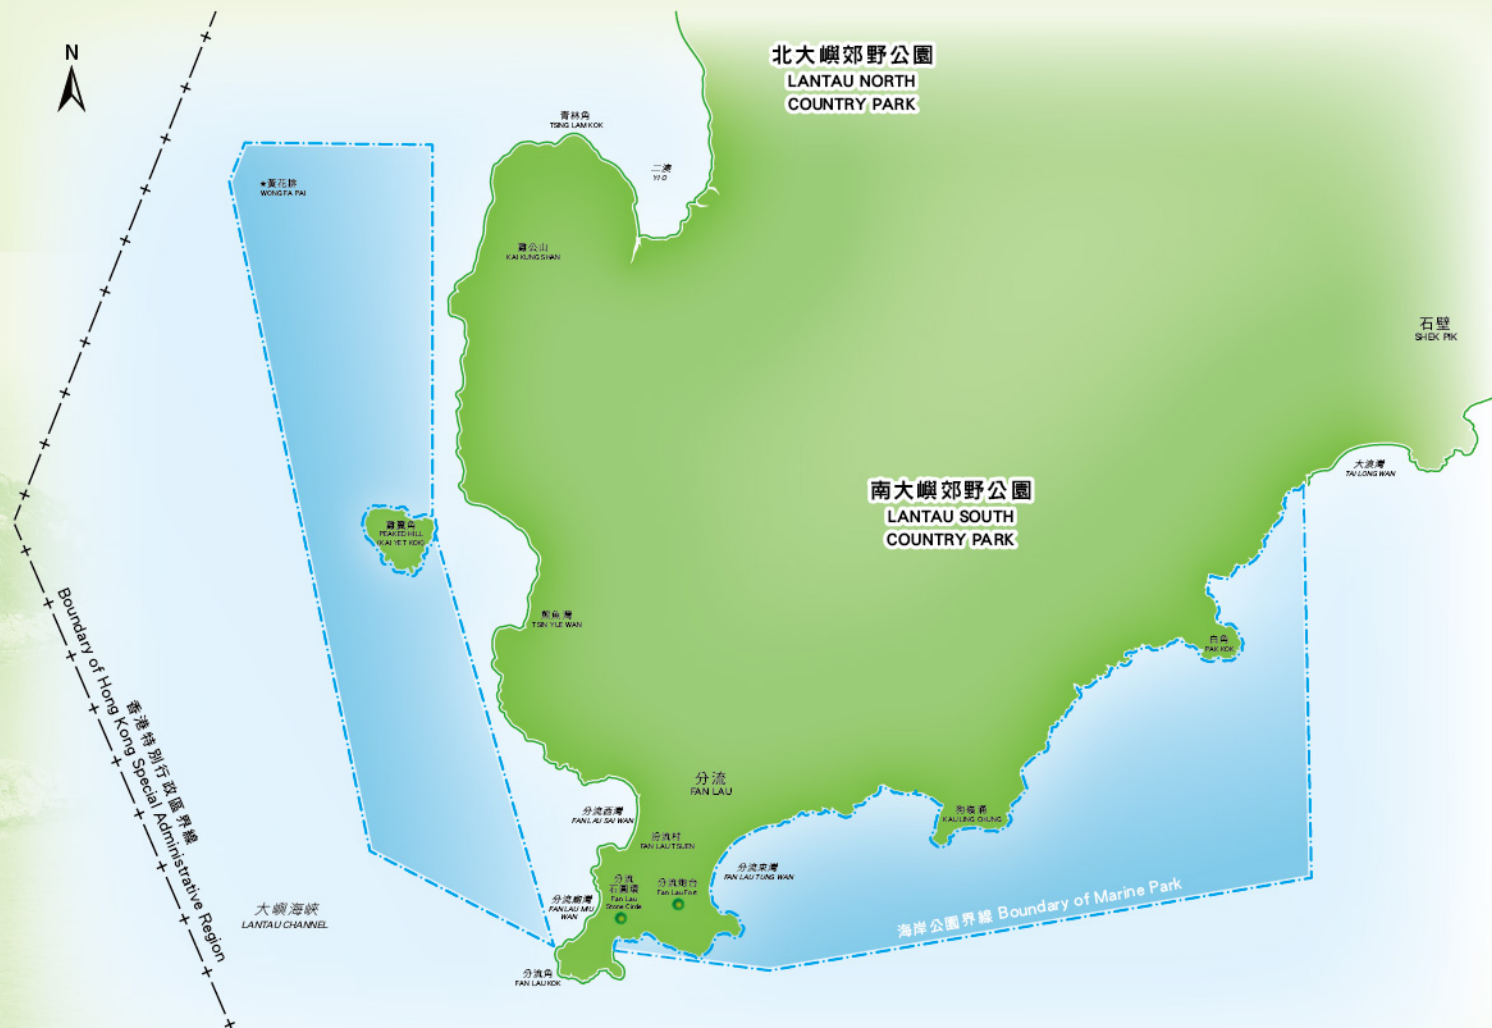 N
北大嶼郊野公園
LANTAU NORTH
COUNTRY PARK
青林角
TSING LAM KOK
二澳
YI O
黃花排
WONG FA PAI
雞公山
KAI KUNG SHAN
石壁
SHEK PIK
大浪灣
TAI LONG WAN
南大嶼郊野公園
LANTAU SOUTH
COUNTRY PARK
雞翼角
PEAKED HILL
(KAI YET KOK)
煎魚灣
TSIN YUE WAN
白角
PAK KOK
香港特別行政區界線
Boundary of Hong Kong Special Administrative Region
分流
FAN LAU
分流西灣
FAN LAU SAI WAN
狗嶺涌
KAU LING CHUNG
分流村
FAN LAU TSUEN
分流東灣
FAN LAU TUNG WAN
分流
石圓環
Fan Lau
Stone Circle
分流炮台
Fan Lau Fort
分流廟灣
FAN LAU MIU
WAN
大嶼海峽
LANTAU CHANNEL
海岸公園界線 Boundary of Marine Park
分流角
FAN LAU KOK